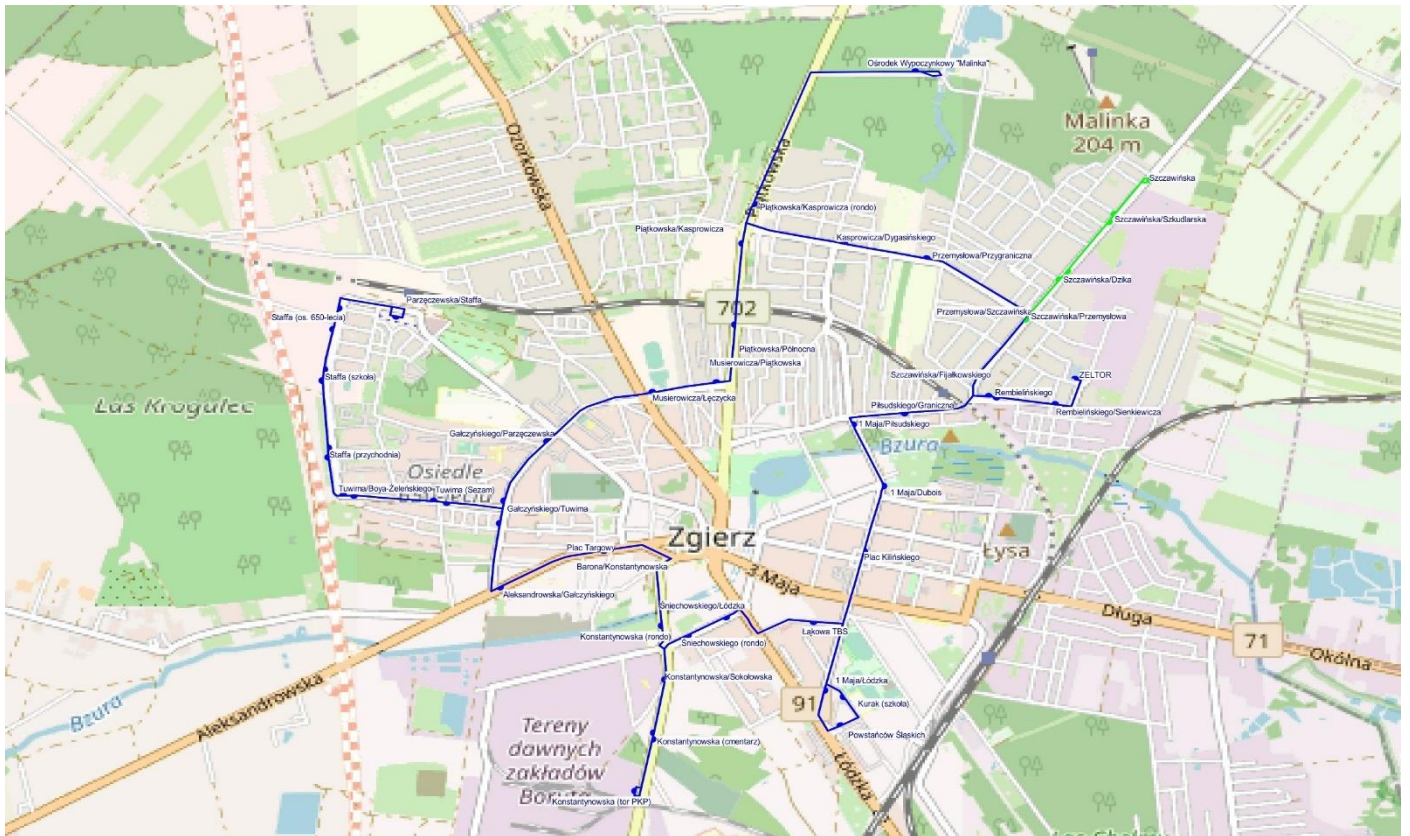 Ośrodek Wypoczynkowy "Malinka"
Malinka
204 m
Ozorkowska
Piątkowska
Szczawińska
Piątkowska/Kasprowicza (rondo)
Szczawińska/Szkudlarska
Piątkowska/Kasprowicza
Kasprowicza/Dygasińskiego
Przemysłowa/Przygraniczna
Szczawińska/Dzika
Parzęczewska/Staffa
702
Staffa (os. 650-lecia)
Przemysłowa/Szczawińska
Szczawińska/Przemysłowa
Piątkowska/Północna
Musierowicza/Piątkowska
Staffa (szkoła)
Szczawińska/Fijałkowskiego
ZELTOR
Musierowicza/Łęczycka
Rembielińskiego
Las Krogulec
Piłsudskiego/Graniczna
Rembielińskiego/Sienkiewicza
1 Maja/Piłsudskiego
Gałczyńskiego/Parzęczewska
Bzura
Staffa (przychodnia)
Osiedle
650-lecia
Tuwima/Boya-Żeleńskiego
Tuwima (Sezam)
1 Maja/Dubois
Gałczyńskiego/Tuwima
Zgierz
Łysa
Plac Targowy
Plac Kilińskiego
Barona/Konstantynowska
3 Maja
Aleksandrowska/Gałczyńskiego
Śniechowskiego/Łódzka
Długa
Łąkowa TBS
Konstantynowska (rondo)
Śniechowskiego (rondo)
71
Okólna
Konstantynowska/Sokołowska
1 Maja/Łódzka
Aleksandrowska
Bzura
91
Kurak (szkoła)
Tereny
dawnych
zakładów
Boruta
Powstańców Śląskich
Konstantynowska (cmentarz)
Łódzka
Konstantynowska (tor PKP)